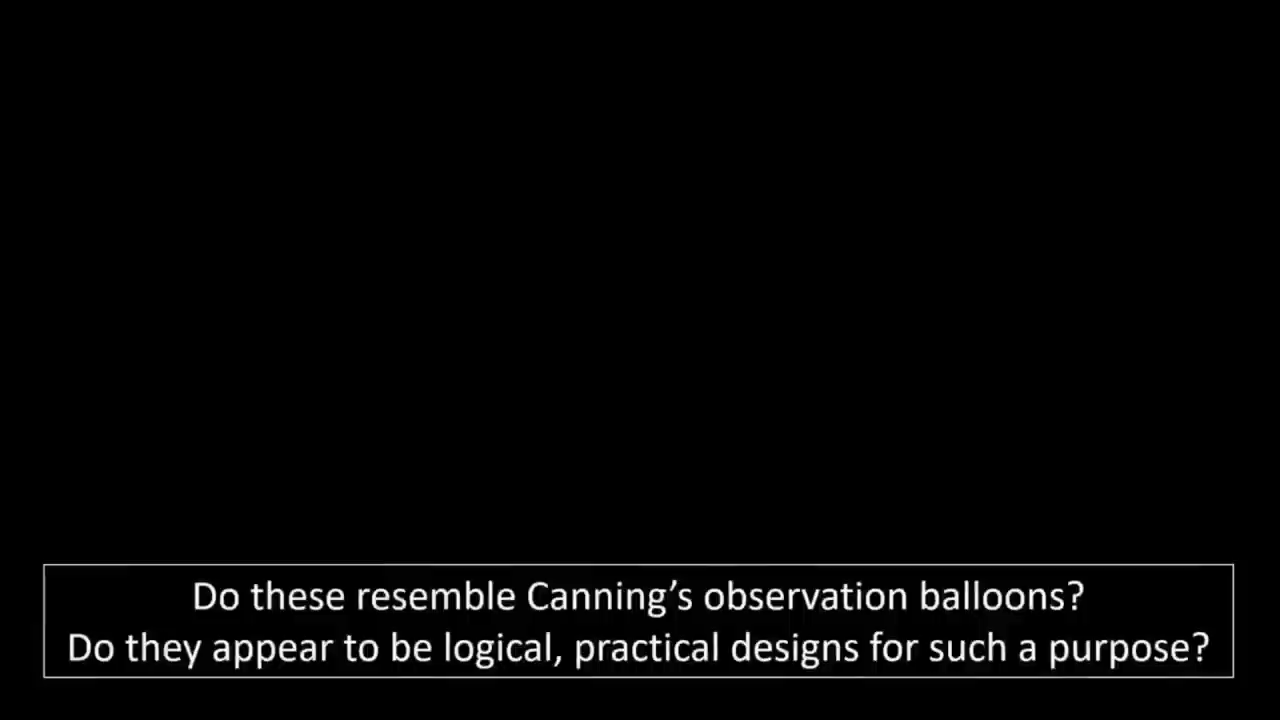 Do these resemble Canning’s observation balloons?
Do they appear to be logical, practical designs for such a purpose?